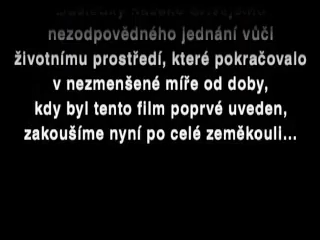 nezodpovědného jednání vůči
životnímu prostředí, které pokračovalo
v nezmenšené míře od doby,
kdy byl tento film poprvé uveden,
zakoušíme nyní po celé zeměkouli...